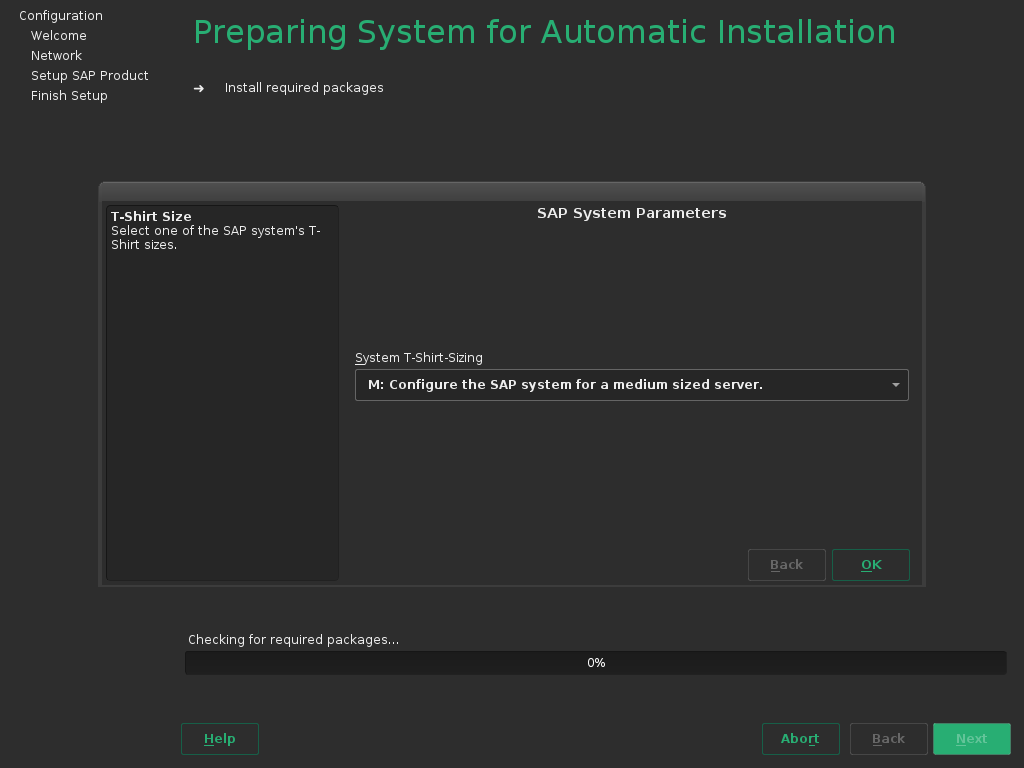 Configuration
Welcome
Network
Setup SAP Product
Finish Setup
Preparing System for Automatic Installation
➜ Install required packages
T-Shirt Size
Select one of the SAP system's T-
Shirt sizes.
SAP System Parameters
System T-Shirt-Sizing
M: Configure the SAP system for a medium sized server.
Back OK
Checking for required packages...
0%
Help Abort Back Next